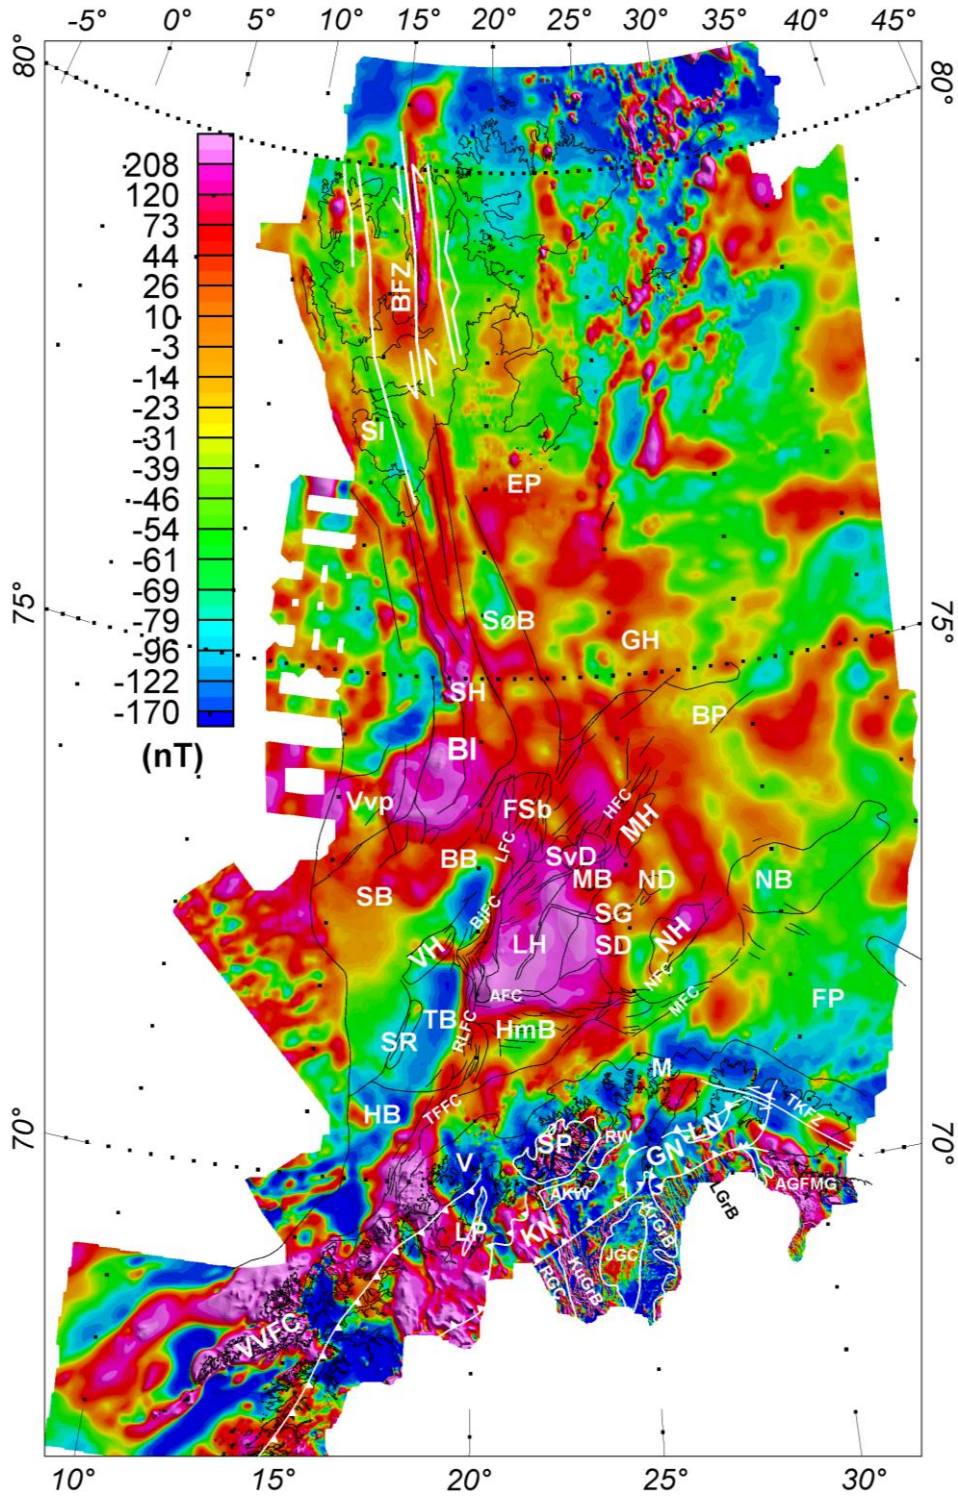 -5° 0° 5° 10° 15° 20° 25° 30° 35° 40° 45°
80° 80°
208
120
73
44
26
10
-3
-14
-23
-31
-39
-46
-54
-61
-69
-79
-96
-122
-170
(nT)
BFZ
SI
EP
75° 75°
SøB
GH
SH
BP
BI
Vvp
FSb
HFC
MH
LFC
SvD
BB
MB
ND
NB
SB
SG
BjFC
LH
SD
NH
VH
NFC
AFC
MFC
FP
TB
RLFC
HmB
SR
M
HB
TFFC
TKFZ
70° 70°
SP
RW
LN
GN
V
AKW
AGFMG
LGrB
LP
KN
KrGB
JGC
RGC
KkGrB
VVFC
10° 15° 20° 25° 30°